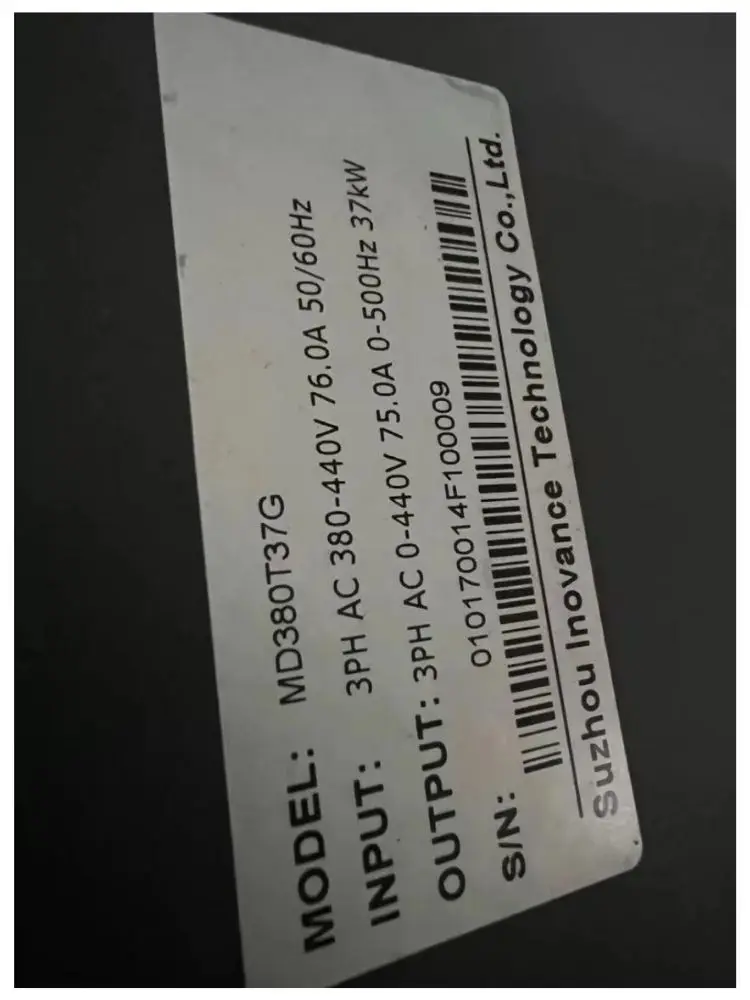 MODEL: MD380T37G
INPUT: 3PH AC 380-440V 76.0A 50/60Hz
OUTPUT: 3PH AC 0-440V 75.0A 0-500Hz 37kW
010170014F100009
S/N:
Suzhou Inovance Technology Co.,Ltd.